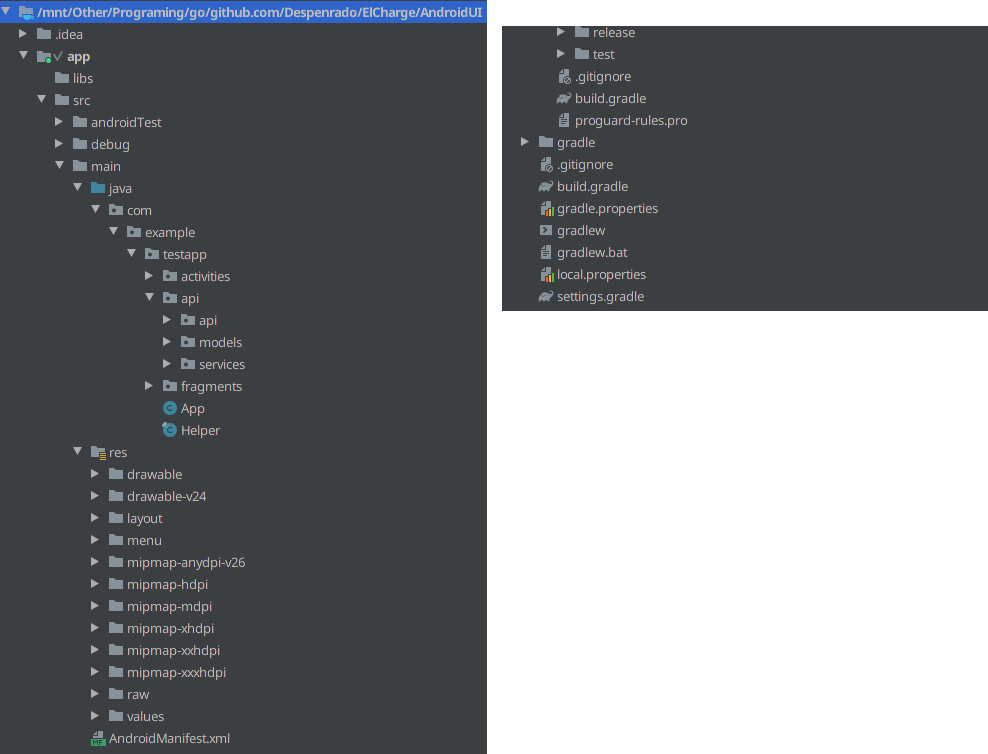 /mnt/Other/Programing/go/github.com/Despenrado/ElCharge/AndroidUI
.idea
app
libs
src
androidTest
debug
main
java
com
example
testapp
activities
api
api
models
services
fragments
App
Helper
res
drawable
drawable-v24
layout
menu
mipmap-anydpi-v26
mipmap-hdpi
mipmap-mdpi
mipmap-xhdpi
mipmap-xxhdpi
mipmap-xxxhdpi
raw
values
AndroidManifest.xml
release
test
.gitignore
build.gradle
proguard-rules.pro
gradle
.gitignore
build.gradle
gradle.properties
gradlew
gradlew.bat
local.properties
settings.gradle